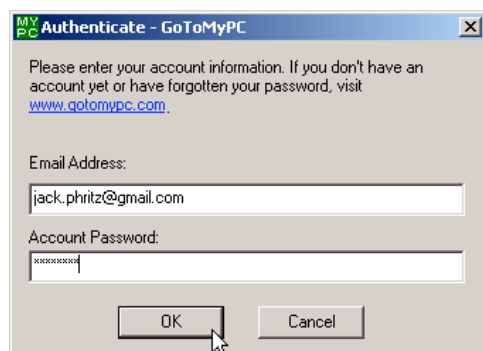 MY PC Authenticate - GoToMyPC
Please enter your account information. If you don't have an
account yet or have forgotten your password, visit
www.gotomypc.com.
Email Address:
jack.phritz@gmail.com
Account Password:
********
OK Cancel